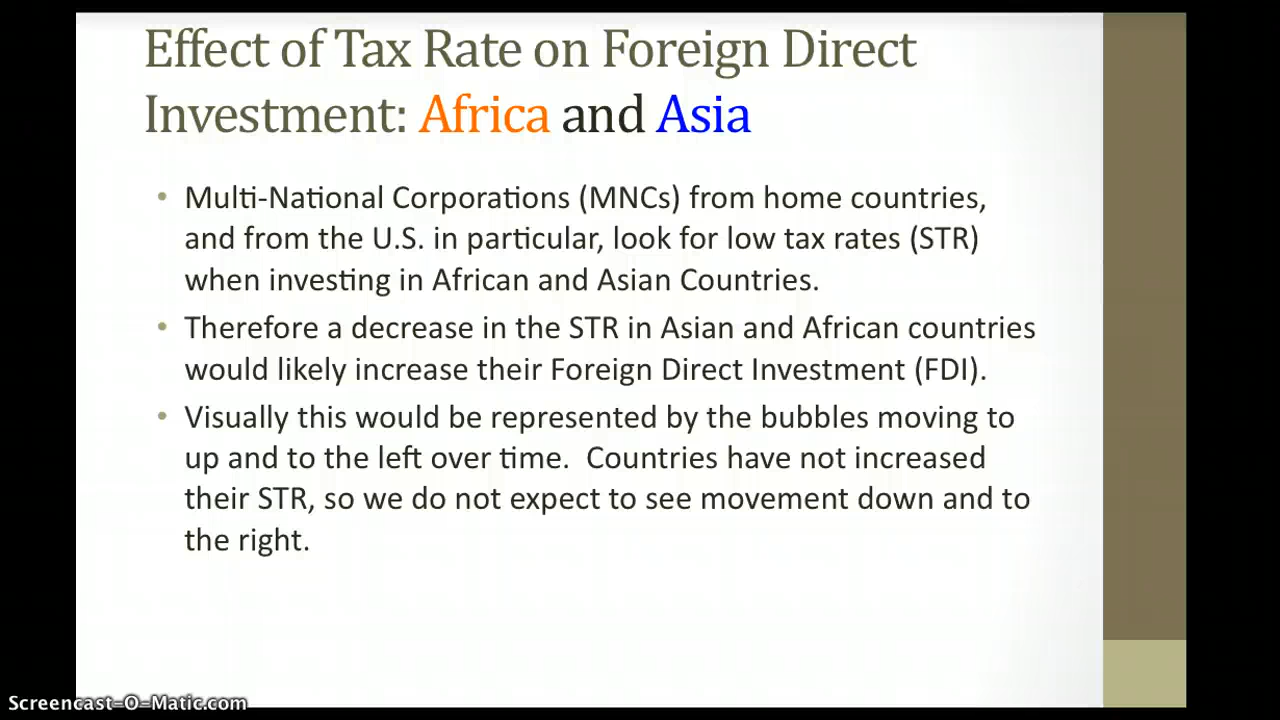 Effect of Tax Rate on Foreign Direct
Investment: Africa and Asia
• Multi-National Corporations (MNCs) from home countries,
and from the U.S. in particular, look for low tax rates (STR)
when investing in African and Asian Countries.
• Therefore a decrease in the STR in Asian and African countries
would likely increase their Foreign Direct Investment (FDI).
• Visually this would be represented by the bubbles moving to
up and to the left over time.  Countries have not increased
their STR, so we do not expect to see movement down and to
the right.
Screencast-O-Matic.com